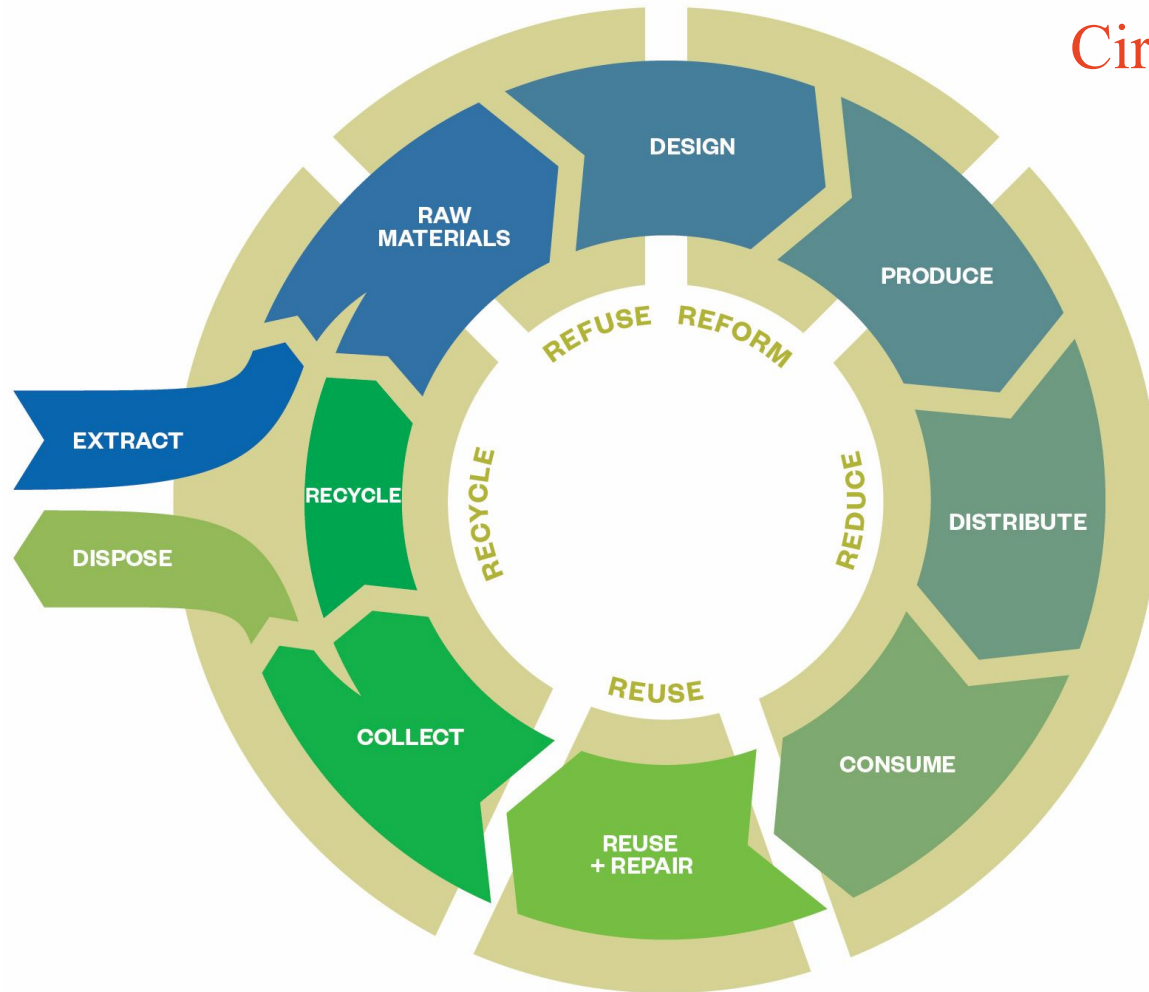 Cir
DESIGN
RAW
MATERIALS
PRODUCE
REFUSE
REFORM
EXTRACT
RECYCLE
RECYCLE
REDUCE
DISTRIBUTE
DISPOSE
REUSE
COLLECT
CONSUME
REUSE
+ REPAIR